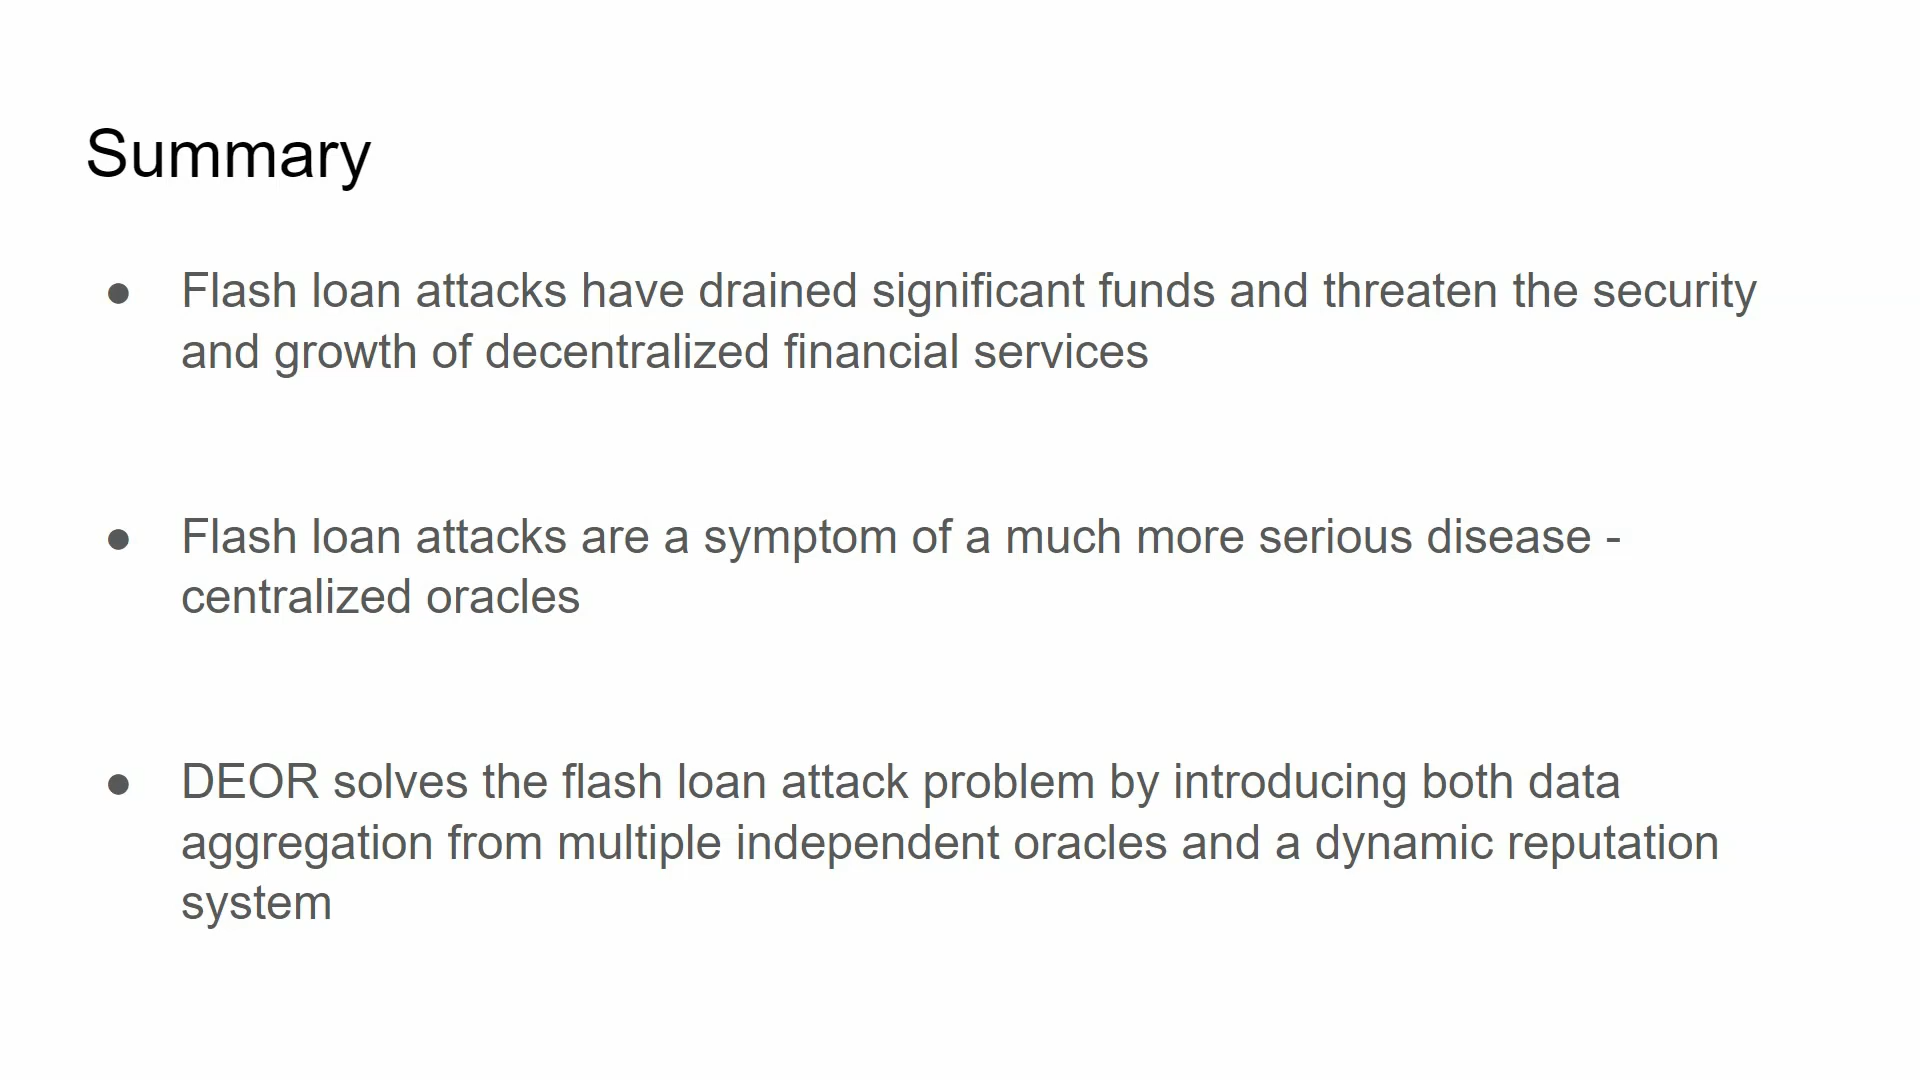 Summary
● Flash loan attacks have drained significant funds and threaten the security
and growth of decentralized financial services
● Flash loan attacks are a symptom of a much more serious disease -
centralized oracles
● DEOR solves the flash loan attack problem by introducing both data
aggregation from multiple independent oracles and a dynamic reputation
system